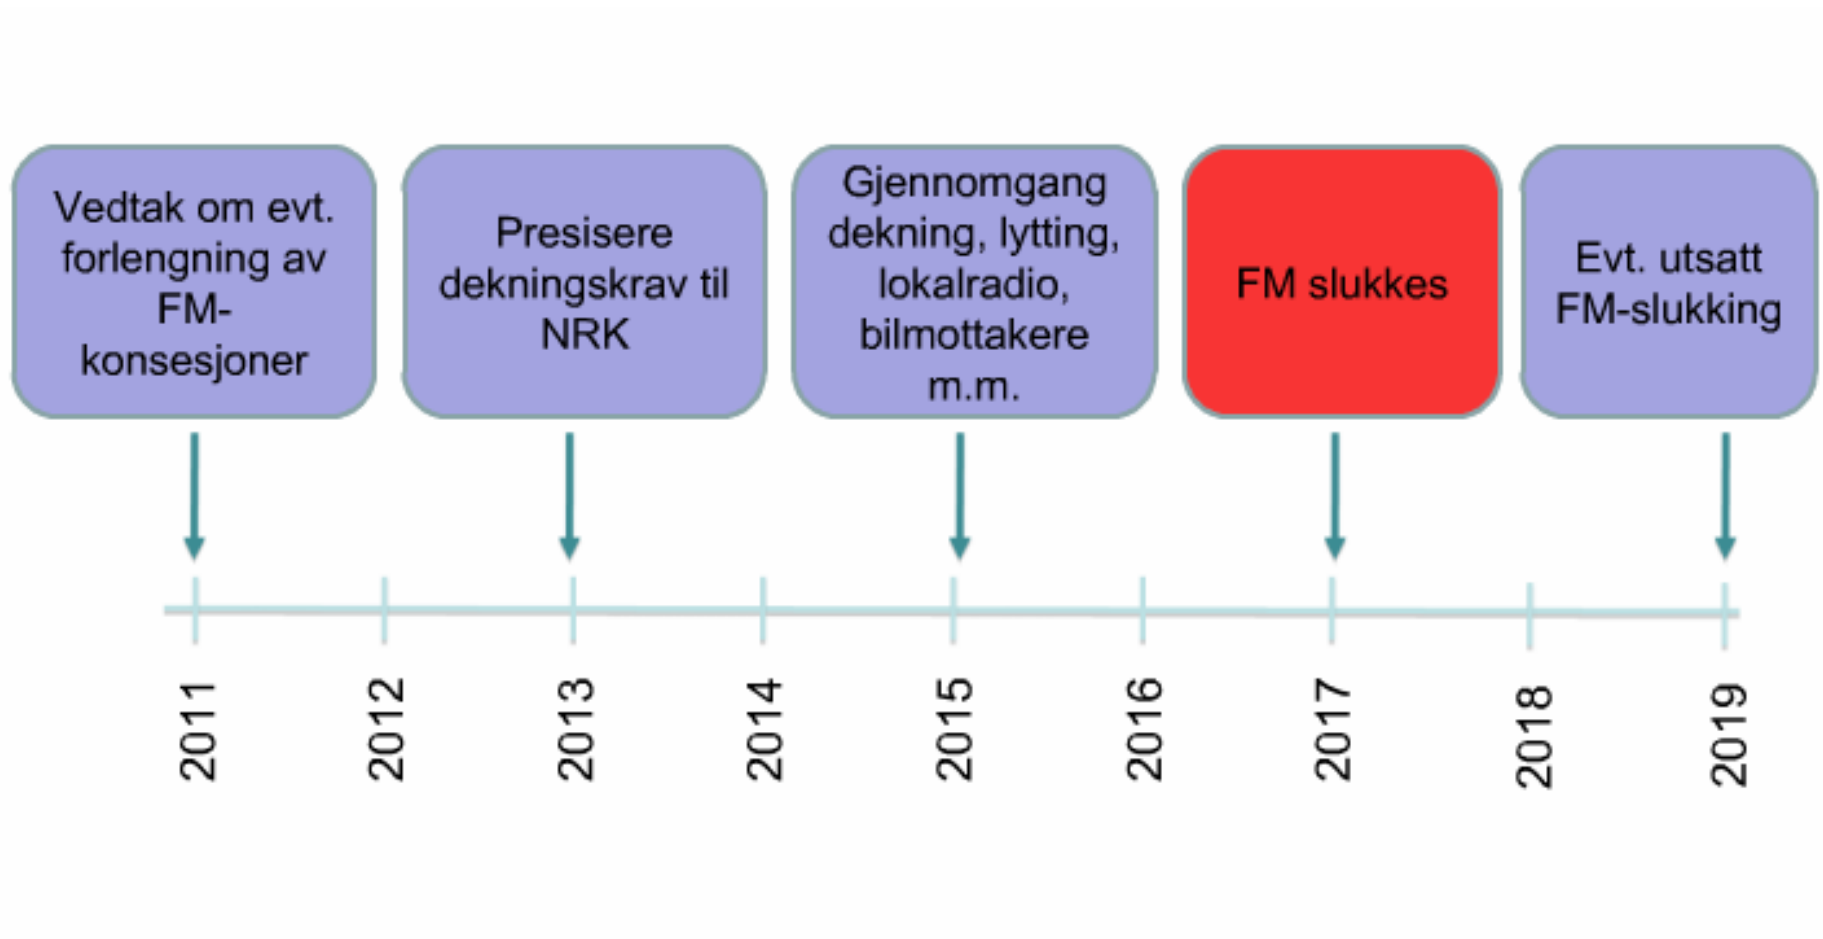 Vedtak om evt.
forlengning av
FM-
konsesjoner
Presisere
dekningskrav til
NRK
Gjennomgang
dekning, lytting,
lokalradio,
bilmottakere
m.m.
FM slukkes
Evt. utsatt
FM-slukking
2011
2012
2013
2014
2015
2016
2017
2018
2019